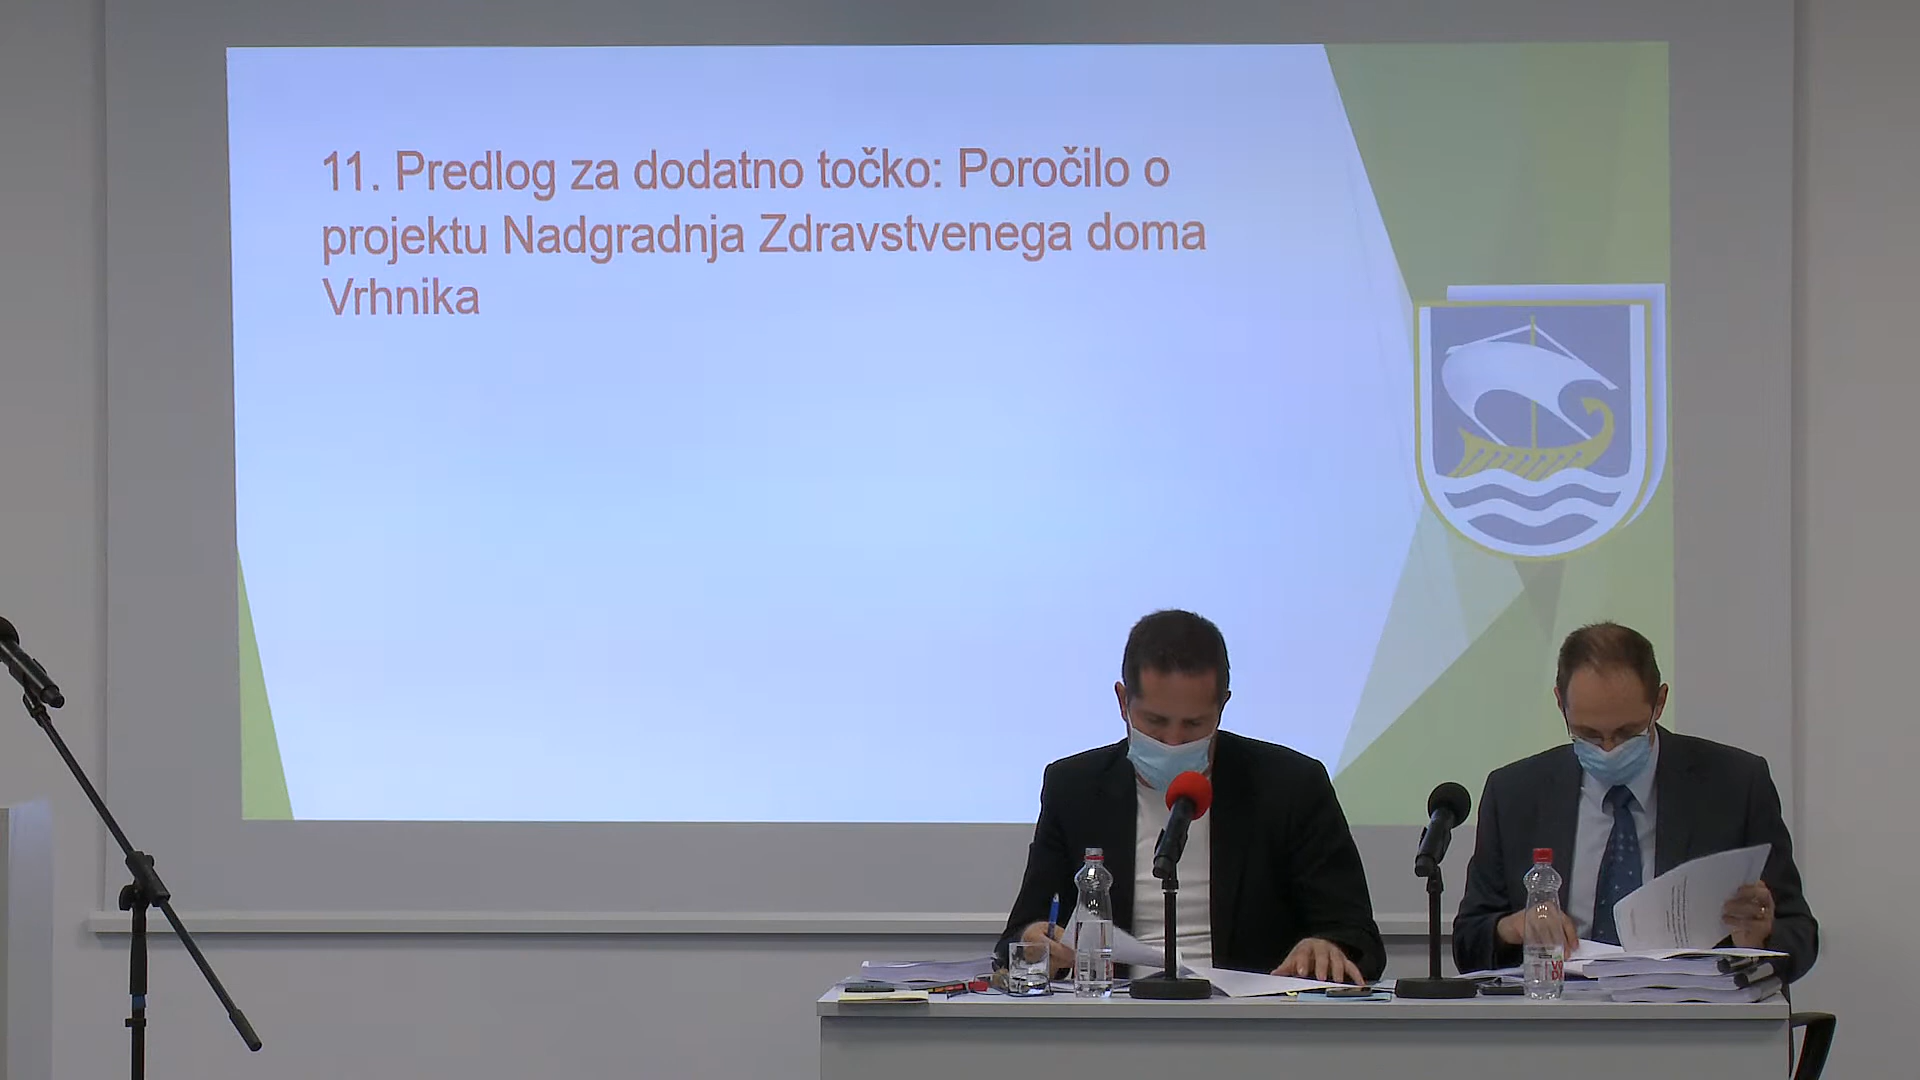 11. Predlog za dodatno točko: Poročilo o
projektu Nadgradnja Zdravstvenega doma
Vrhnika